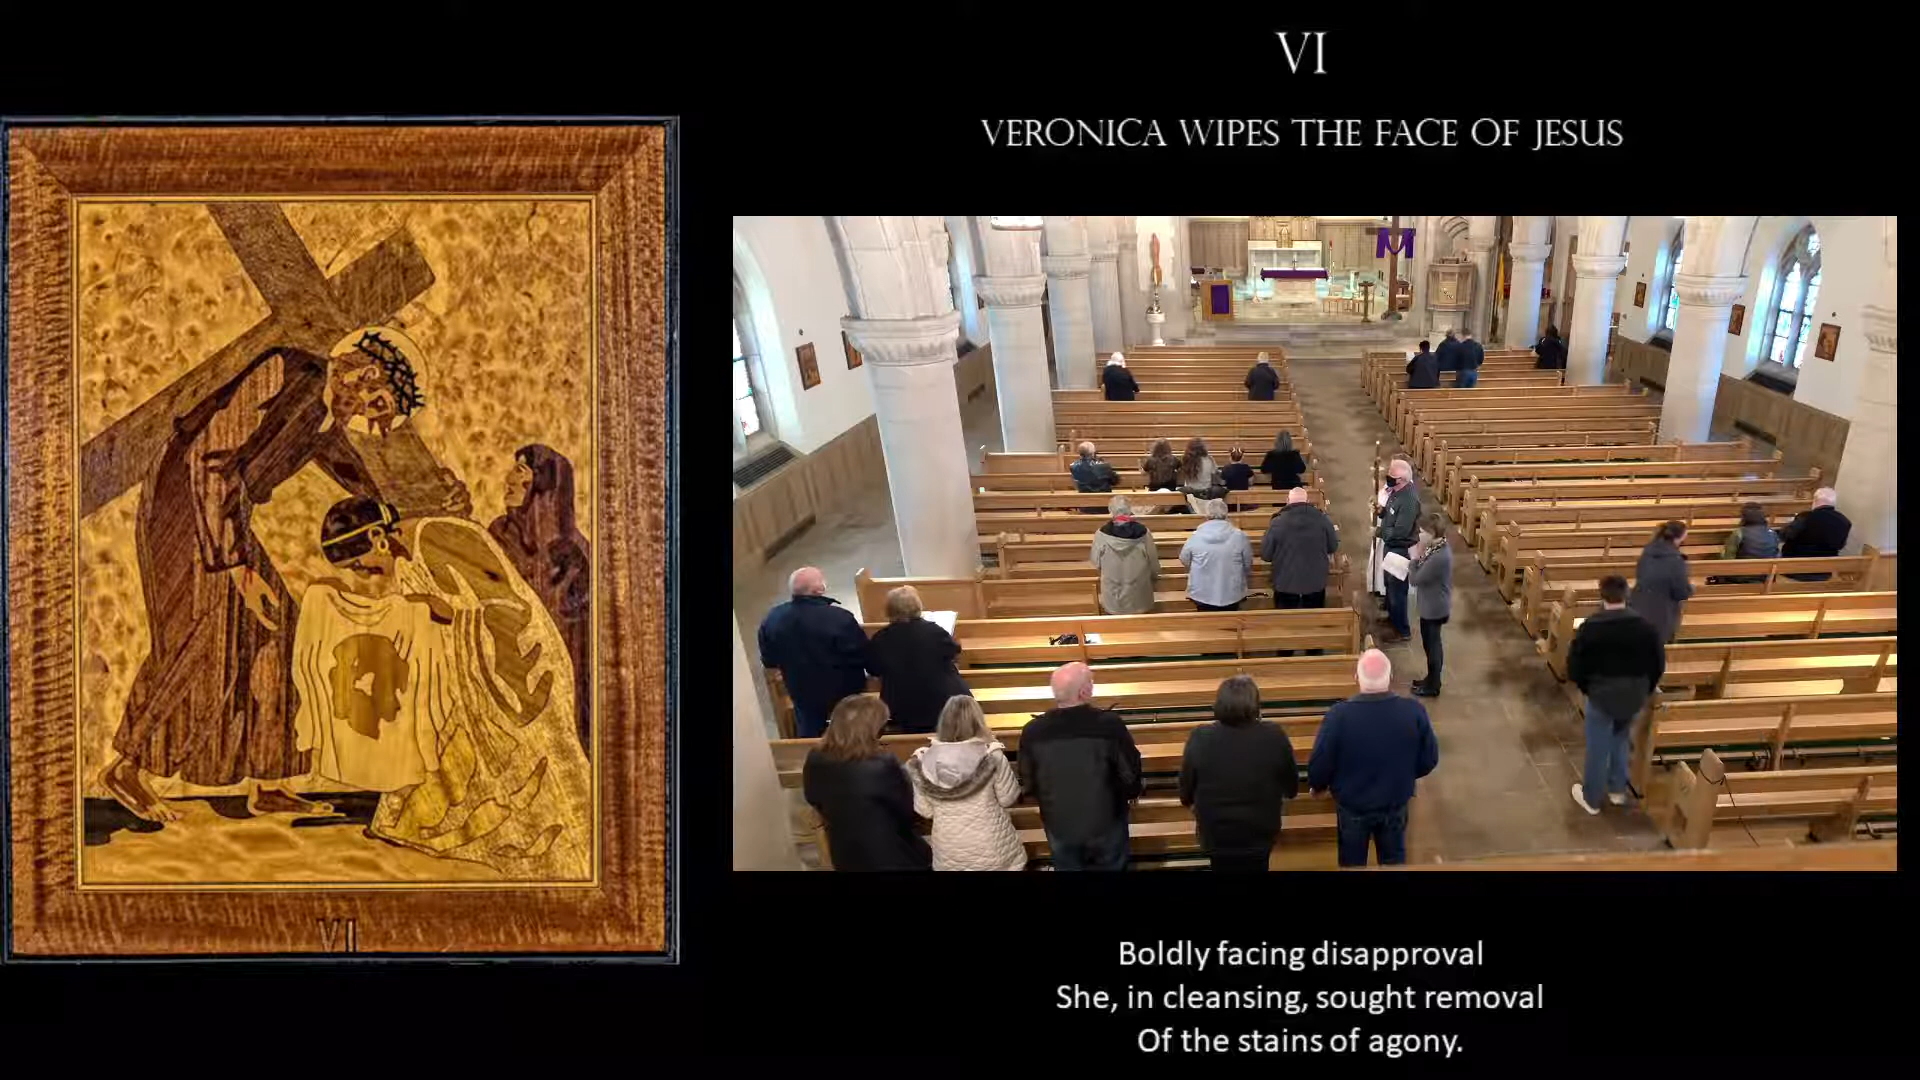 VI
VERONICA WIPES THE FACE OF JESUS
VI
Boldly facing disapproval
She, in cleansing, sought removal
Of the stains of agony.